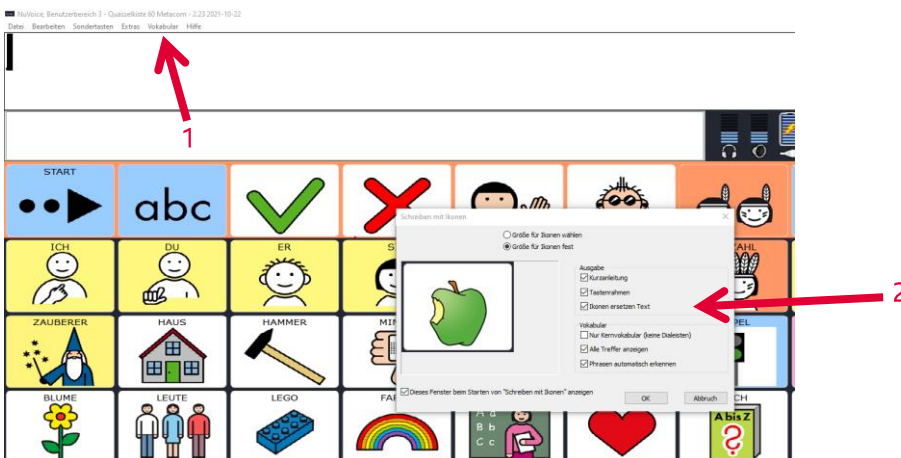 NuVoice, Benutzerbereich 3 - Quasselkiste 60 Metacom - 2.23 2021-10-22
Datei Bearbeiten Sondertasten Extras Vokabular Hilfe
1
START
abc
Schreiben mit Ikonen
Größe für Ikonen wählen
Größe für Ikonen fest
Ausgabe
Kurzanleitung
Tastenrahmen
Ikonen ersetzen Text
2
Vokabular
Nur Kernvokabular (keine Dialeisten)
Alle Treffer anzeigen
Phrasen automatisch erkennen
Dieses Fenster beim Starten von "Schreiben mit Ikonen" anzeigen
OK Abbruch
ICH DU ER
ZAUBERER HAUS HAMMER
BLUME LEUTE LEGO
B b
C c
A bis Z